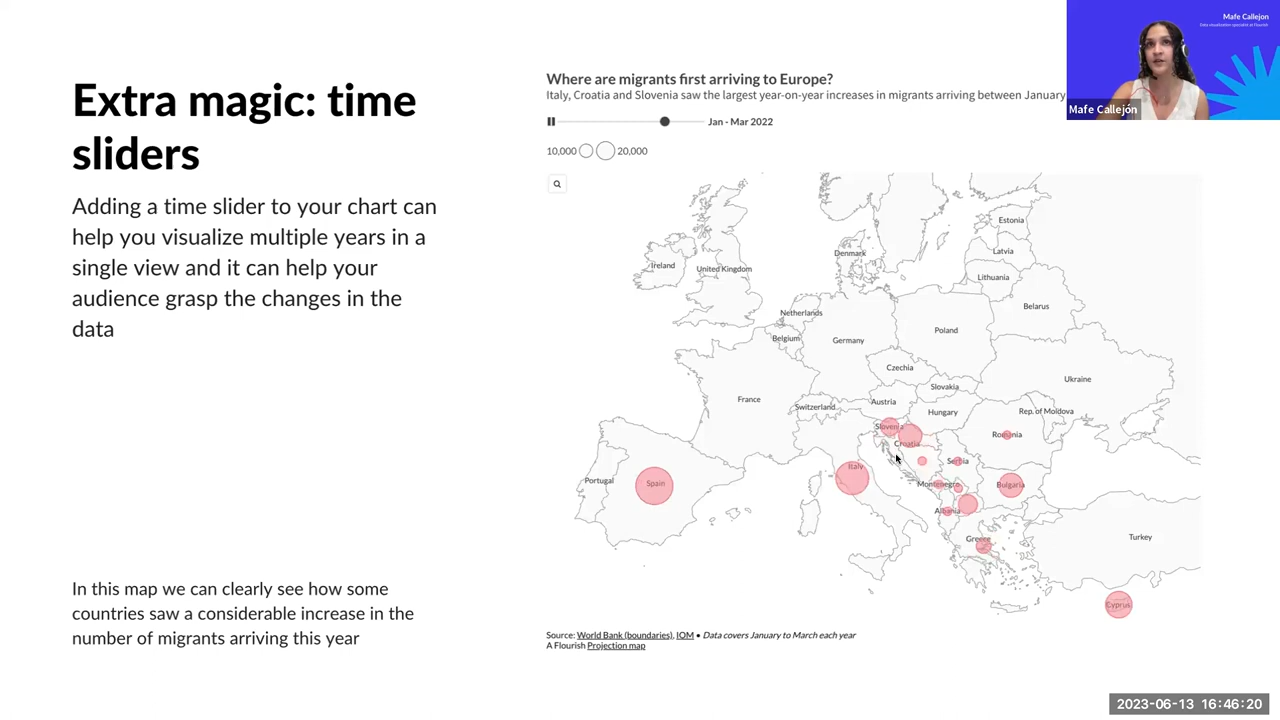 Extra magic: time
sliders
Adding a time slider to your chart can
help you visualize multiple years in a
single view and it can help your
audience grasp the changes in the
data
In this map we can clearly see how some
countries saw a considerable increase in the
number of migrants arriving this year
Where are migrants first arriving to Europe?
Italy, Croatia and Slovenia saw the largest year-on-year increases in migrants arriving between January
Jan - Mar 2022
10,000 20,000
Estonia
Latvia
Denmark
Ireland
United Kingdom
Lithuania
Belarus
Netherlands
Poland
Belgium
Germany
Czechia
Ukraine
Slovakia
France
Austria
Switzerland
Hungary
Rep. of Moldova
Slovenia
Romania
Croatia
Serbia
Italy
Portugal
Spain
Montenegro
Bulgaria
Albania
Greece
Turkey
Cyprus
Source: World Bank (boundaries), IOM • Data covers January to March each year
A Flourish Projection map
Mafe Callejon
Data visualization specialist at Flourish
Mafe Callejón
2023-06-13 16:46:20